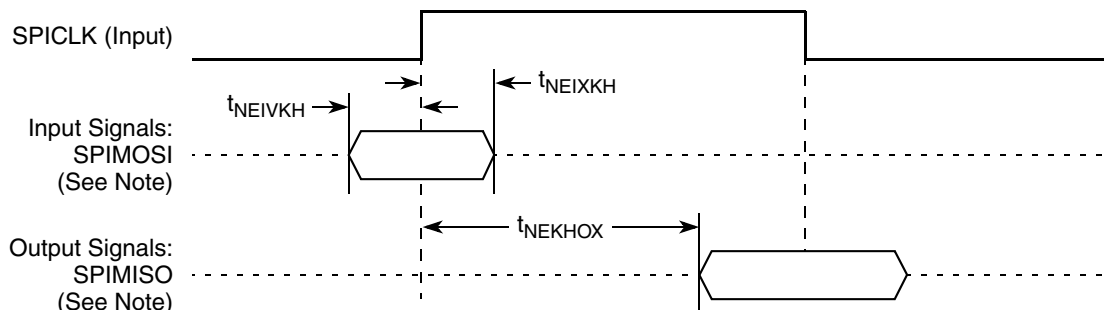 SPICLK (Input)
tNEIXKH
tNEIVKH
Input Signals:
SPIMOSI
(See Note)
tNEKHOX
Output Signals:
SPIMISO
(See Note)